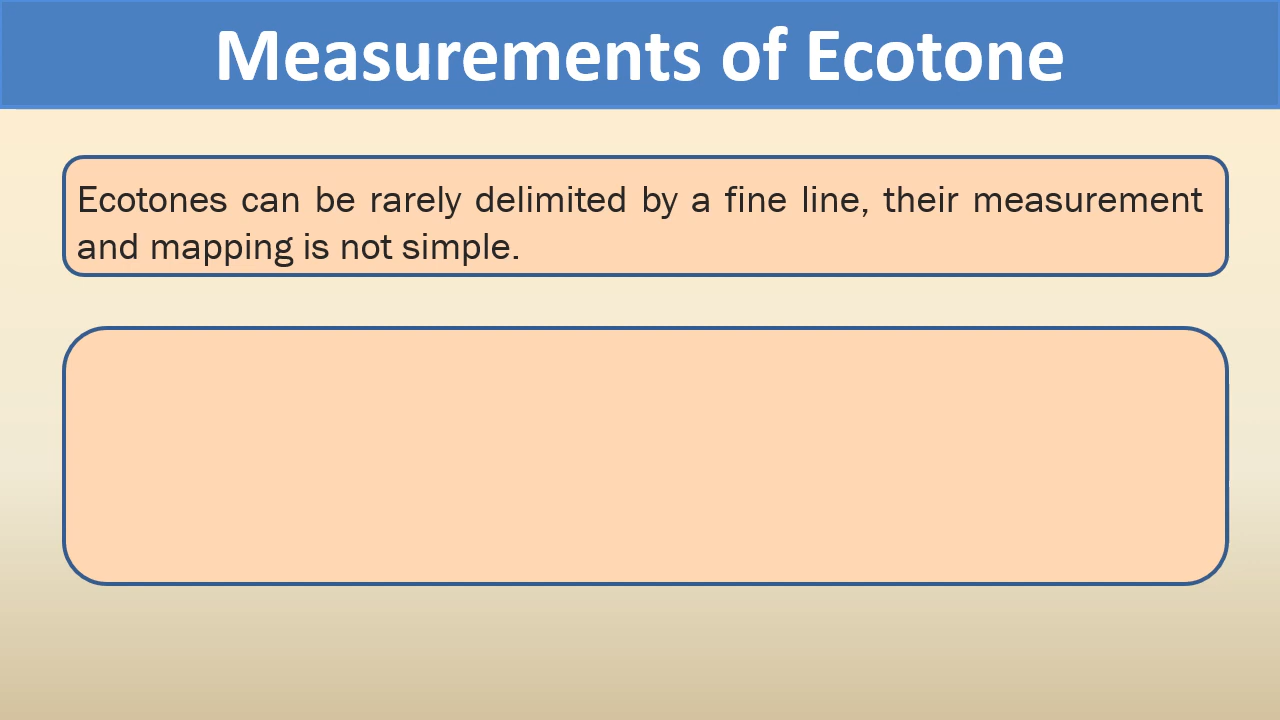 Measurements of Ecotone
Ecotones can be rarely delimited by a fine line, their measurement
and mapping is not simple.